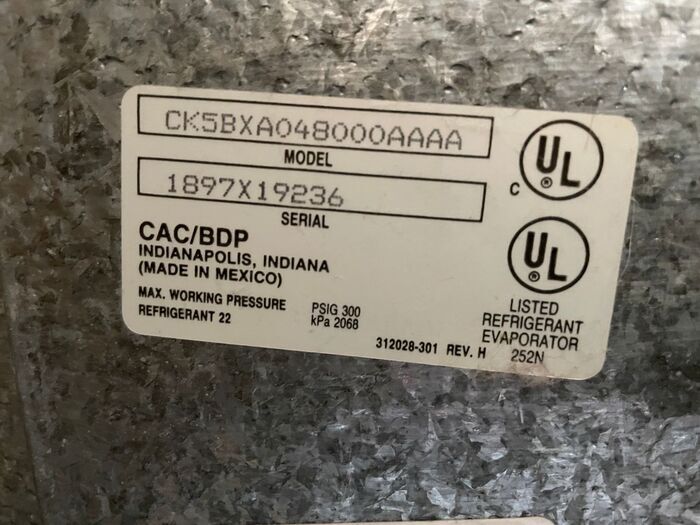 CK5BXA048000AAAA
MODEL
1897X19236
SERIAL
CAC/BDP
INDIANAPOLIS, INDIANA
(MADE IN MEXICO)
MAX. WORKING PRESSURE PSIG 300
REFRIGERANT 22 kPa 2068
312028-301 REV. H
C UL ®
UL ®
LISTED
REFRIGERANT
EVAPORATOR
252N